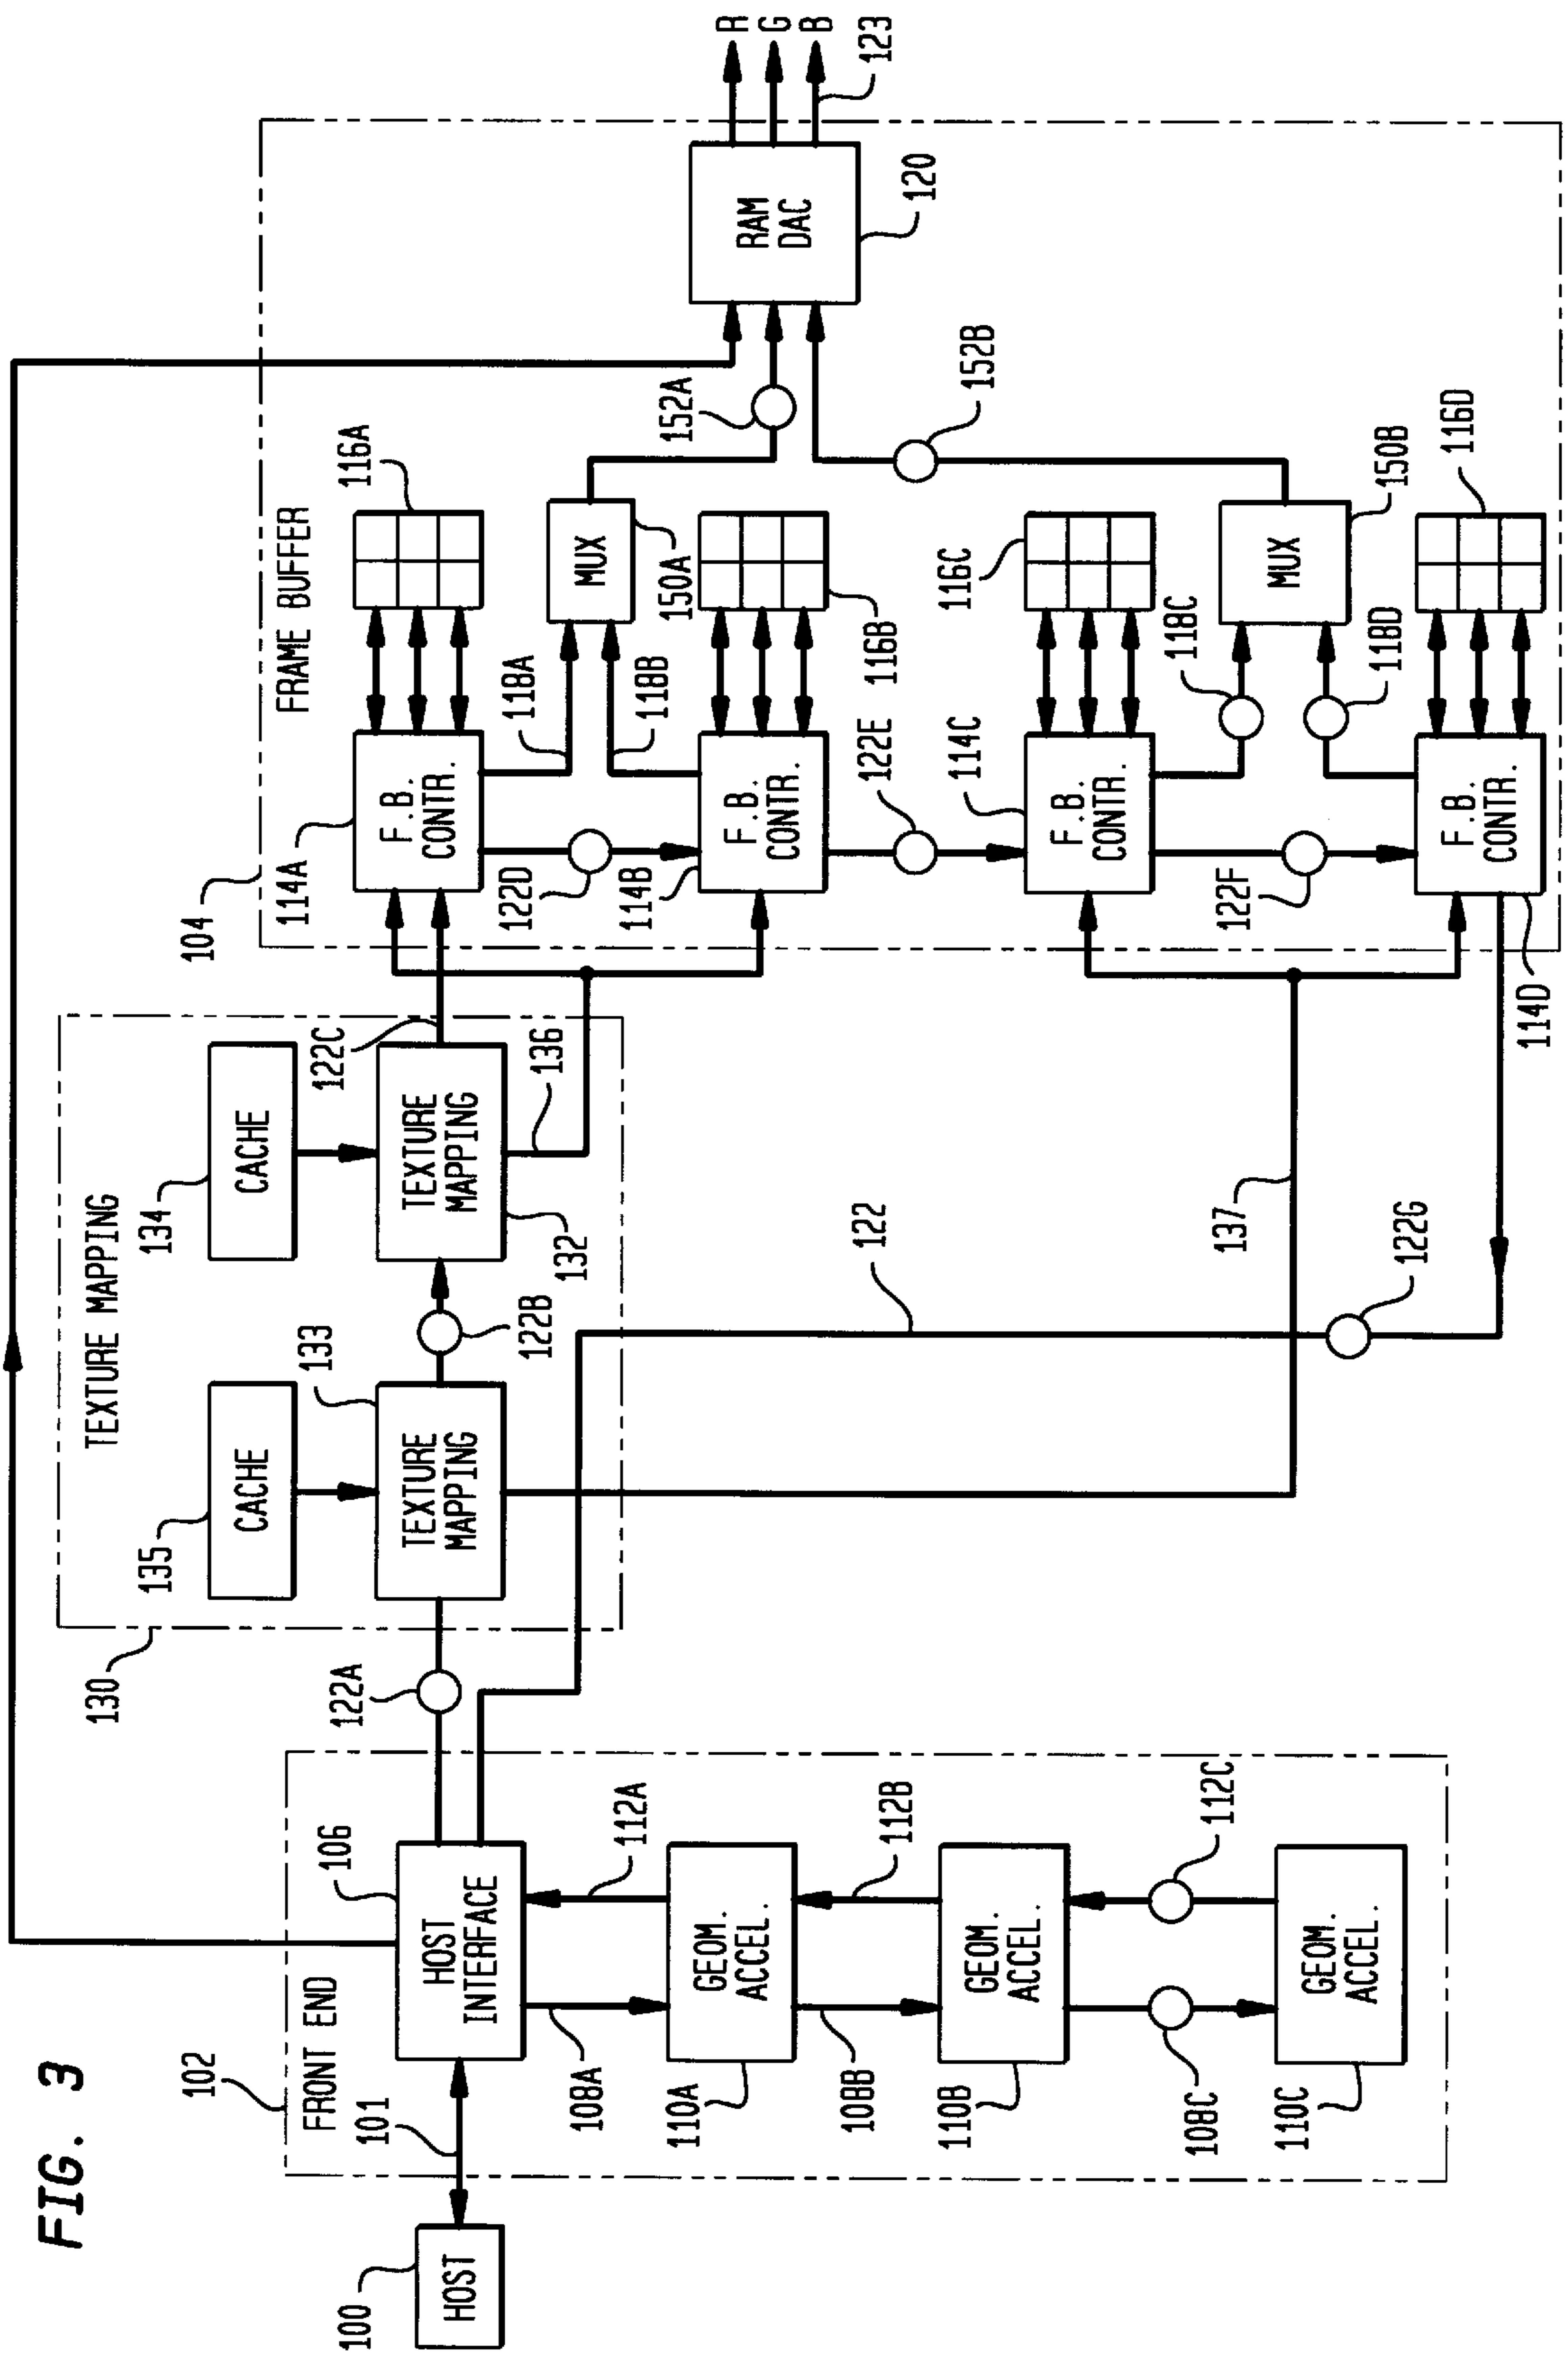 FIG. 3
100
HOST
101
102
FRONT END
106
HOST
INTERFACE
108A
112A
110A
GEOM.
ACCEL.
108B
112B
110B
GEOM.
ACCEL.
108C
112C
110C
GEOM.
ACCEL.
122A
130
TEXTURE MAPPING
135
CACHE
133
TEXTURE
MAPPING
122B
134
CACHE
132
TEXTURE
MAPPING
122C
136
122
137
122G
104
FRAME BUFFER
114A
F.B.
CONTR.
116A
118A
122D
MUX
150A
118B
114B
F.B.
CONTR.
116B
122E
114C
F.B.
CONTR.
116C
118C
122F
MUX
150B
118D
114D
F.B.
CONTR.
116D
152A
152B
RAM
DAC
120
R
G
B
123